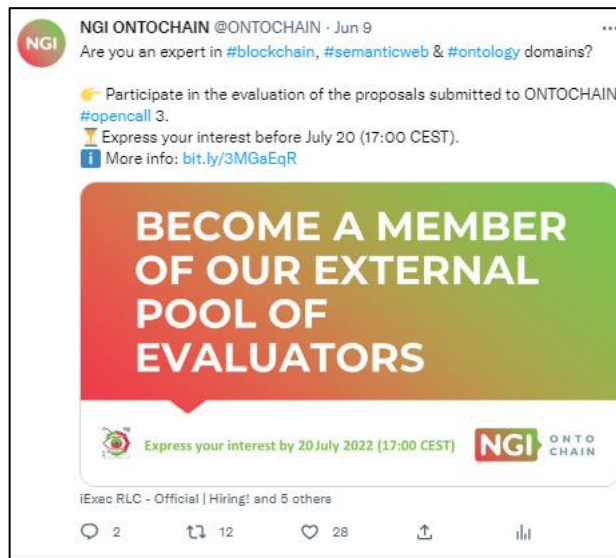 NGI
NGI ONTOCHAIN @ONTOCHAIN · Jun 9
Are you an expert in #blockchain, #semanticweb & #ontology domains?
👉 Participate in the evaluation of the proposals submitted to ONTOCHAIN
#opencall 3.
⏳ Express your interest before July 20 (17:00 CEST).
ℹ️ More info: bit.ly/3MGaEqR
BECOME A MEMBER
OF OUR EXTERNAL
POOL OF
EVALUATORS
Express your interest by 20 July 2022 (17:00 CEST)
NGI ONTO
CHAIN
iExec RLC - Official | Hiring! and 5 others
2 12 28